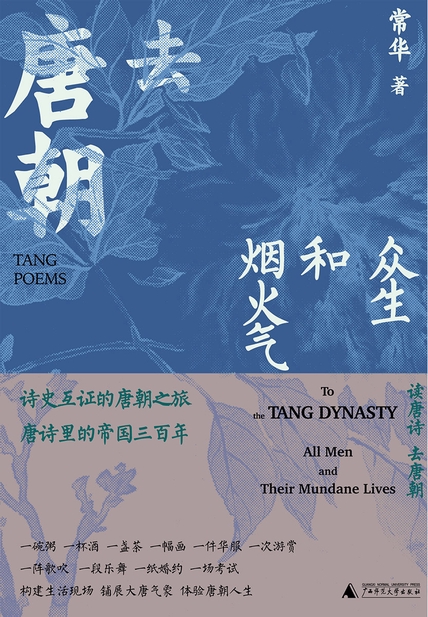 去
唐朝
常华 著
TANG
POEMS
众生
和
烟火气
诗史互证的唐朝之旅
唐诗里的帝国三百年
To
the TANG DYNASTY
All Men
and
Their Mundane Lives
读唐诗 去唐朝
一碗粥 一杯酒 一盏茶 一幅画 一件华服 一次游赏
一阵歌吹 一段乐舞 一纸婚约 一场考试
构建生活现场 铺展大唐气象 体验唐朝人生
GUANGXI NORMAL UNIVERSITY PRESS
广西师范大学出版社